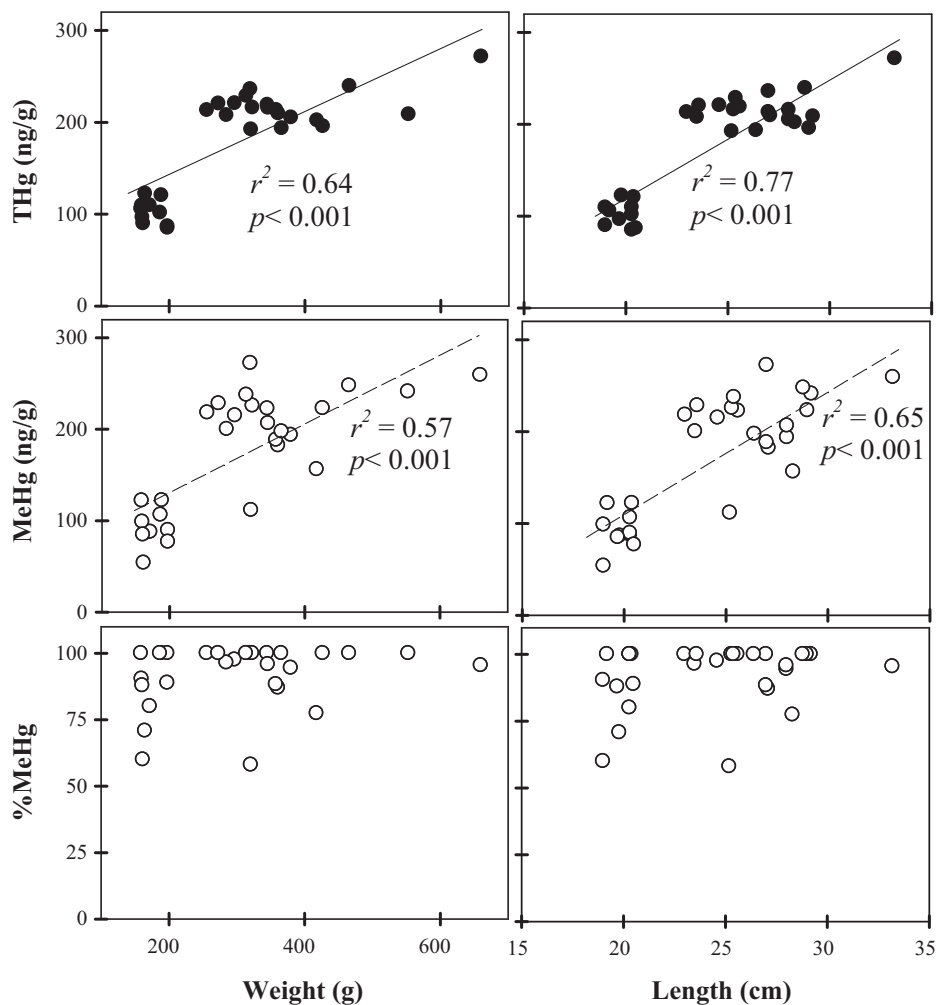 300
200
100
0
THg (ng/g)
r² = 0.64
p< 0.001
r² = 0.77
p< 0.001
300
200
100
0
MeHg (ng/g)
r² = 0.57
p< 0.001
r² = 0.65
p< 0.001
100
75
50
25
0
%MeHg
200 400 600
15 20 25 30 35
Weight (g)
Length (cm)